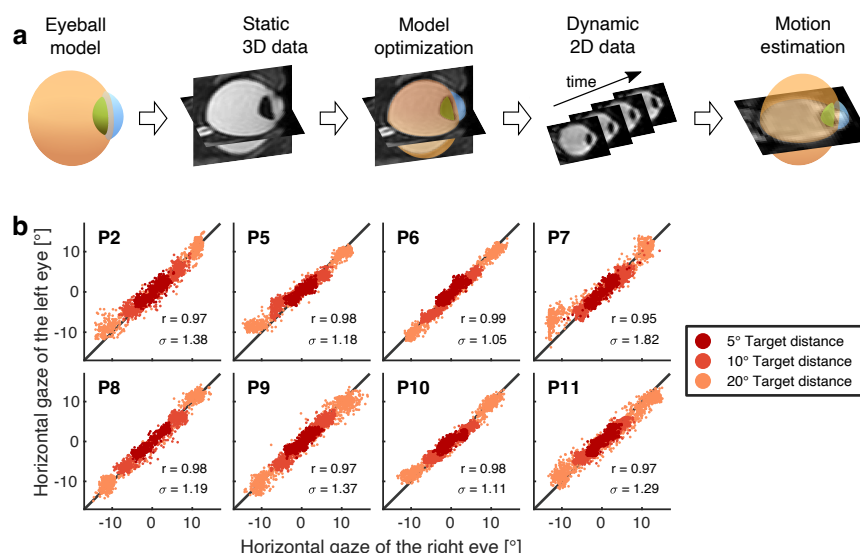 a
Eyeball
model
Static
3D data
Model
optimization
Dynamic
2D data
Motion
estimation
time
b
Horizontal gaze of the left eye [°]
P2
r = 0.97
σ = 1.38
P5
r = 0.98
σ = 1.18
P6
r = 0.99
σ = 1.05
P7
r = 0.95
σ = 1.82
10
0
-10
P8
r = 0.98
σ = 1.19
P9
r = 0.97
σ = 1.37
P10
r = 0.98
σ = 1.11
P11
r = 0.97
σ = 1.29
10
0
-10
-10 0 10
-10 0 10
-10 0 10
-10 0 10
Horizontal gaze of the right eye [°]
5° Target distance
10° Target distance
20° Target distance